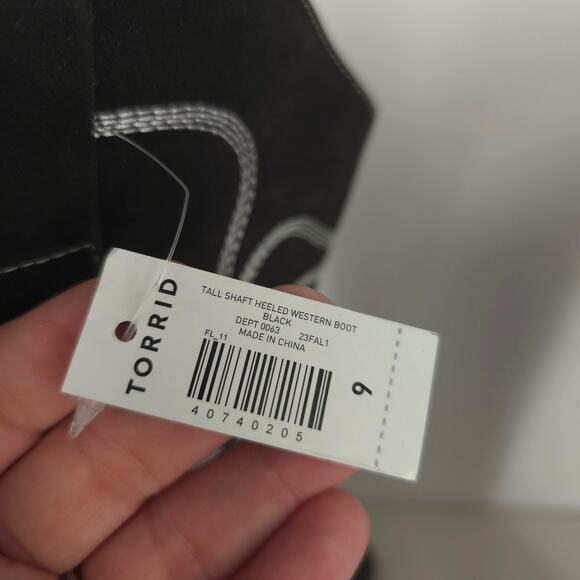 TORRID
TALL SHAFT HEELED WESTERN BOOT
BLACK
DEPT 0063 23FAL1
FL_11 MADE IN CHINA
40740205
9